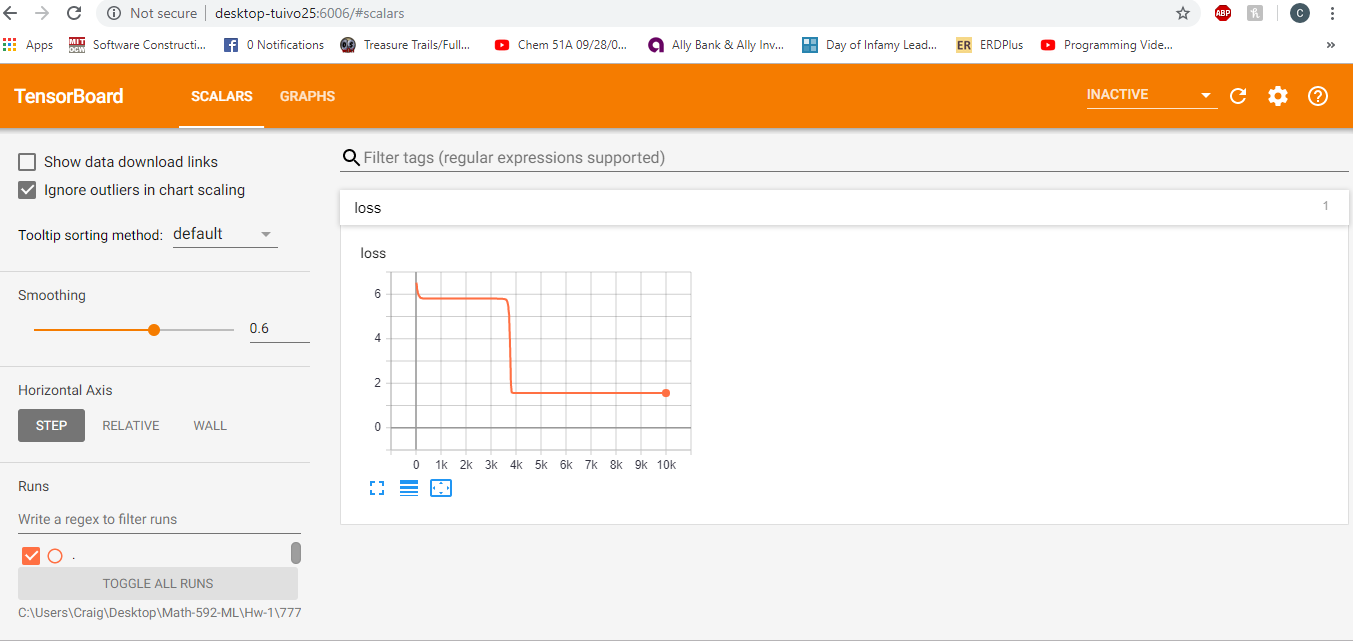 Not secure desktop-tuivo25:6006/#scalars ABP C
Apps MIT OCW Software Constructi... 0 Notifications Treasure Trails/Full... Chem 51A 09/28/0... Ally Bank & Ally Inv... Day of Infamy Lead... ER ERDPlus Programming Vide... »
TensorBoard SCALARS GRAPHS INACTIVE
Show data download links
Ignore outliers in chart scaling
Tooltip sorting method: default
Smoothing
0.6
Horizontal Axis
STEP RELATIVE WALL
Runs
Write a regex to filter runs
.
TOGGLE ALL RUNS
C:\Users\Craig\Desktop\Math-592-ML\Hw-1\777
Filter tags (regular expressions supported)
loss 1
loss
6
4
2
0
0 1k 2k 3k 4k 5k 6k 7k 8k 9k 10k